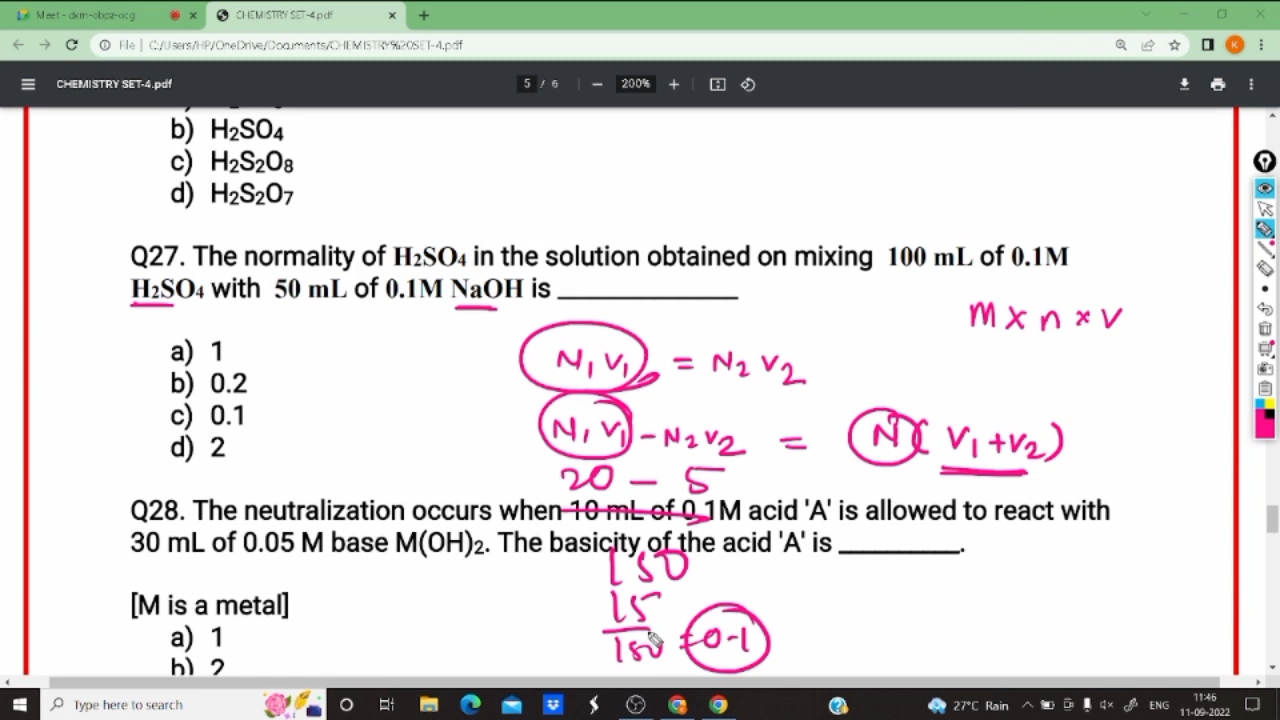 Meet - dkm-obpz-ocg
CHEMISTRY SET-4.pdf
File | C:/Users/HP/OneDrive/Documents/CHEMISTRY%20SET-4.pdf
K
CHEMISTRY SET-4.pdf
5 / 6
200%
b) H₂SO₄
c) H₂S₂O₈
d) H₂S₂O₇
Q27. The normality of H₂SO₄ in the solution obtained on mixing 100 mL of 0.1M
H₂SO₄ with 50 mL of 0.1M NaOH is ____________
m x n x v
a) 1
b) 0.2
c) 0.1
d) 2
N₁ V₁ = N₂ V₂
N₁ V₁ - N₂ V₂ = N ( V₁ + V₂ )
20 - 5
150
15
150 = 0-1
Q28. The neutralization occurs when 10 mL of 0.1M acid 'A' is allowed to react with
30 mL of 0.05 M base M(OH)₂. The basicity of the acid 'A' is _________.
[M is a metal]
a) 1
b) 2
Type here to search
27°C Rain
ENG
11:46
11-09-2022